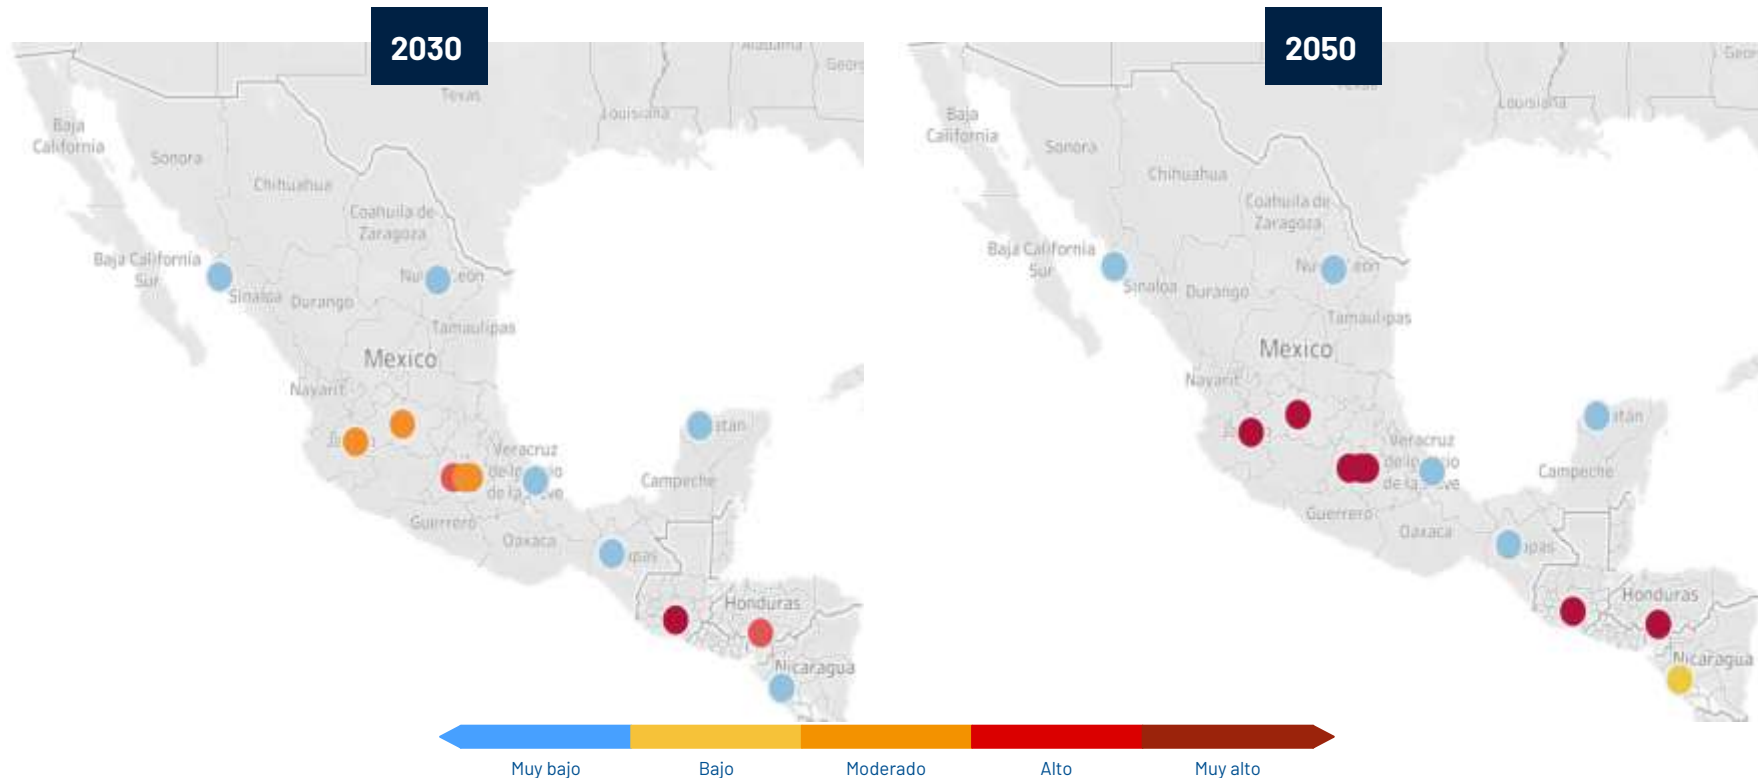 2030
2050
Alabama
Texas
Louisiana
Baja
California
Sonora
Chihuahua
Coahuila de
Zaragoza
Baja California
Sur
Sinaloa
Durango
Tamaulipas
Mexico
Nayarit
Veracruz
Campeche
Guerrero
Oaxaca
Honduras
Nicaragua
Louisiana
Baja
California
Sonora
Chihuahua
Coahuila de
Zaragoza
Baja California
Sur
Sinaloa
Durango
Tamaulipas
Mexico
Nayarit
Veracruz
Campeche
Guerrero
Oaxaca
Honduras
Nicaragua
Muy bajo
Bajo
Moderado
Alto
Muy alto